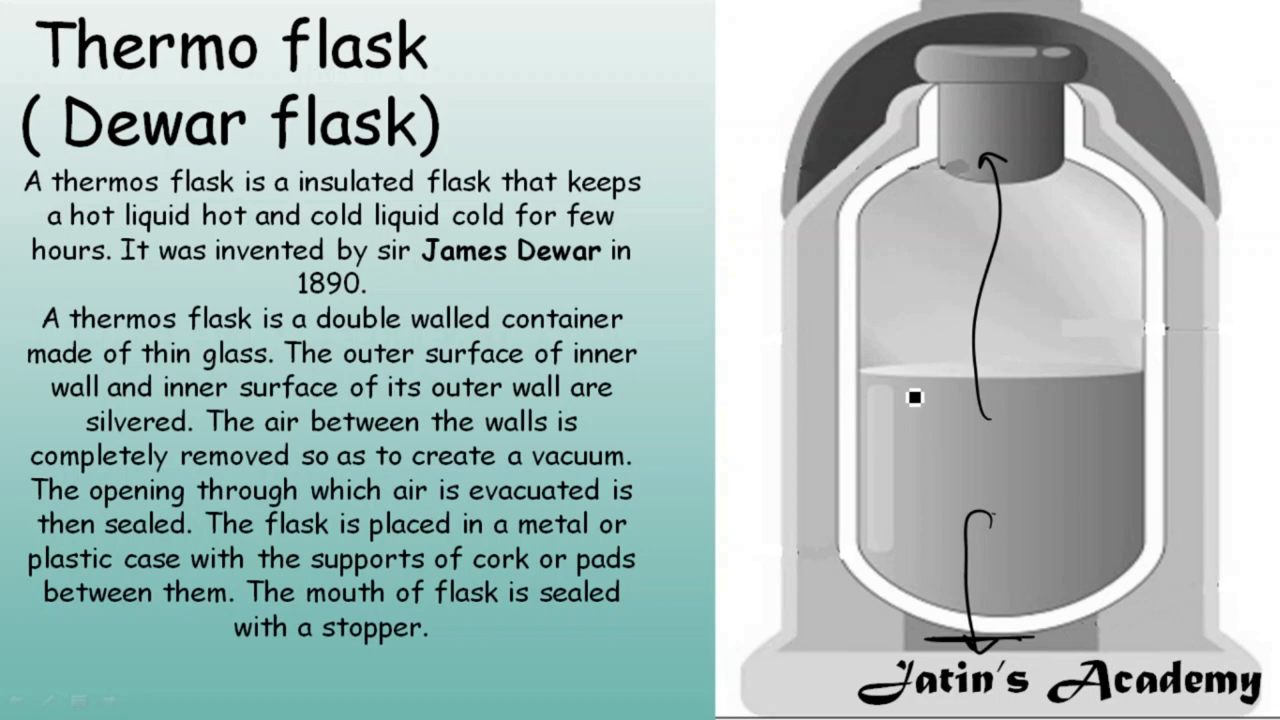 Thermo flask
( Dewar flask)
A thermos flask is a insulated flask that keeps
a hot liquid hot and cold liquid cold for few
hours. It was invented by sir James Dewar in
1890.
A thermos flask is a double walled container
made of thin glass. The outer surface of inner
wall and inner surface of its outer wall are
silvered. The air between the walls is
completely removed so as to create a vacuum.
The opening through which air is evacuated is
then sealed. The flask is placed in a metal or
plastic case with the supports of cork or pads
between them. The mouth of flask is sealed
with a stopper.
Jatin's Academy